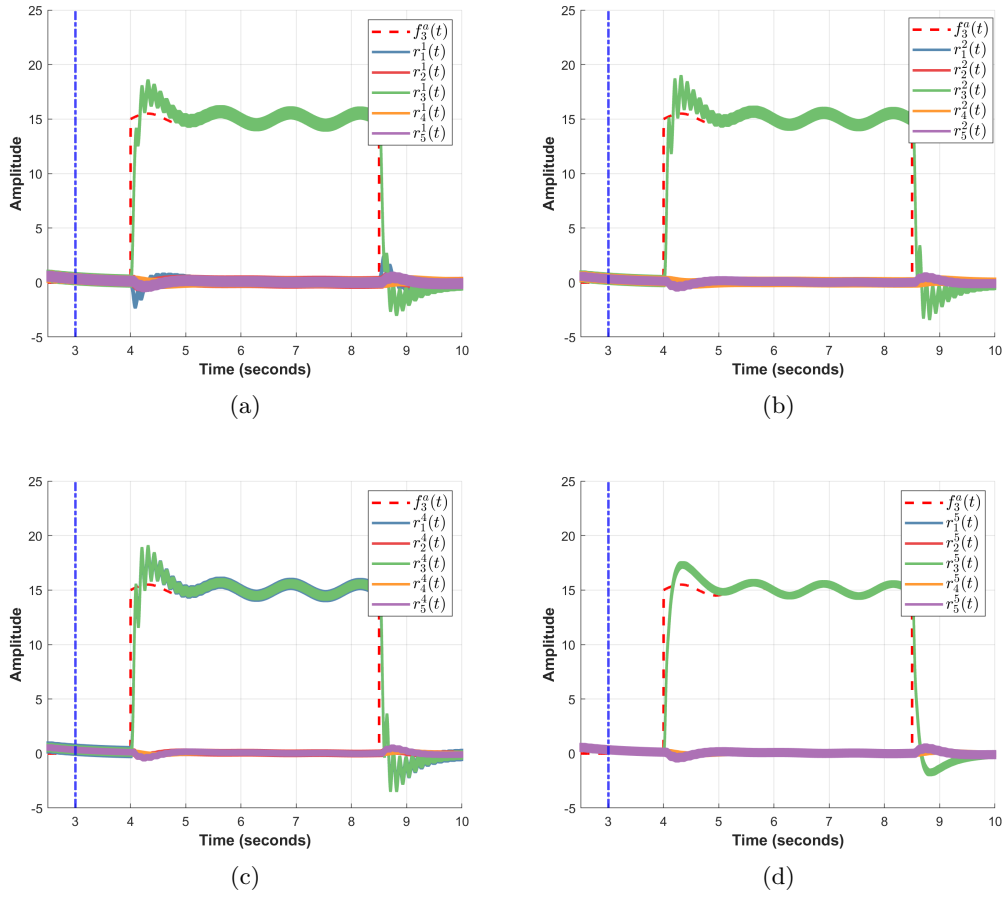 25
20
15
10
5
0
-5
Amplitude
3
4
5
6
7
8
9
10
Time (seconds)
f_3^a(t)
r_1^1(t)
r_2^1(t)
r_3^1(t)
r_4^1(t)
r_5^1(t)
(a)
25
20
15
10
5
0
-5
Amplitude
3
4
5
6
7
8
9
10
Time (seconds)
f_3^a(t)
r_1^2(t)
r_2^2(t)
r_3^2(t)
r_4^2(t)
r_5^2(t)
(b)
25
20
15
10
5
0
-5
Amplitude
3
4
5
6
7
8
9
10
Time (seconds)
f_3^a(t)
r_1^4(t)
r_2^4(t)
r_3^4(t)
r_4^4(t)
r_5^4(t)
(c)
25
20
15
10
5
0
-5
Amplitude
3
4
5
6
7
8
9
10
Time (seconds)
f_3^a(t)
r_1^5(t)
r_2^5(t)
r_3^5(t)
r_4^5(t)
r_5^5(t)
(d)